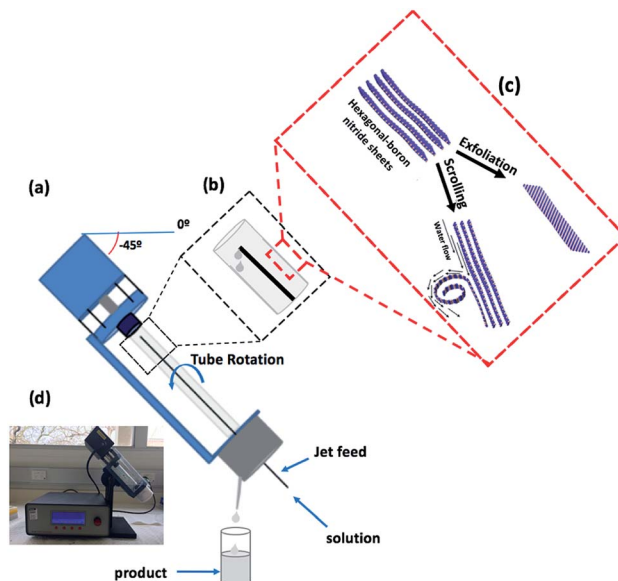 (a)
0º
-45º
(b)
(c)
Hexagonal-boron
nitride sheets
Exfoliation
Scrolling
Water flow
Tube Rotation
(d)
Jet feed
solution
product